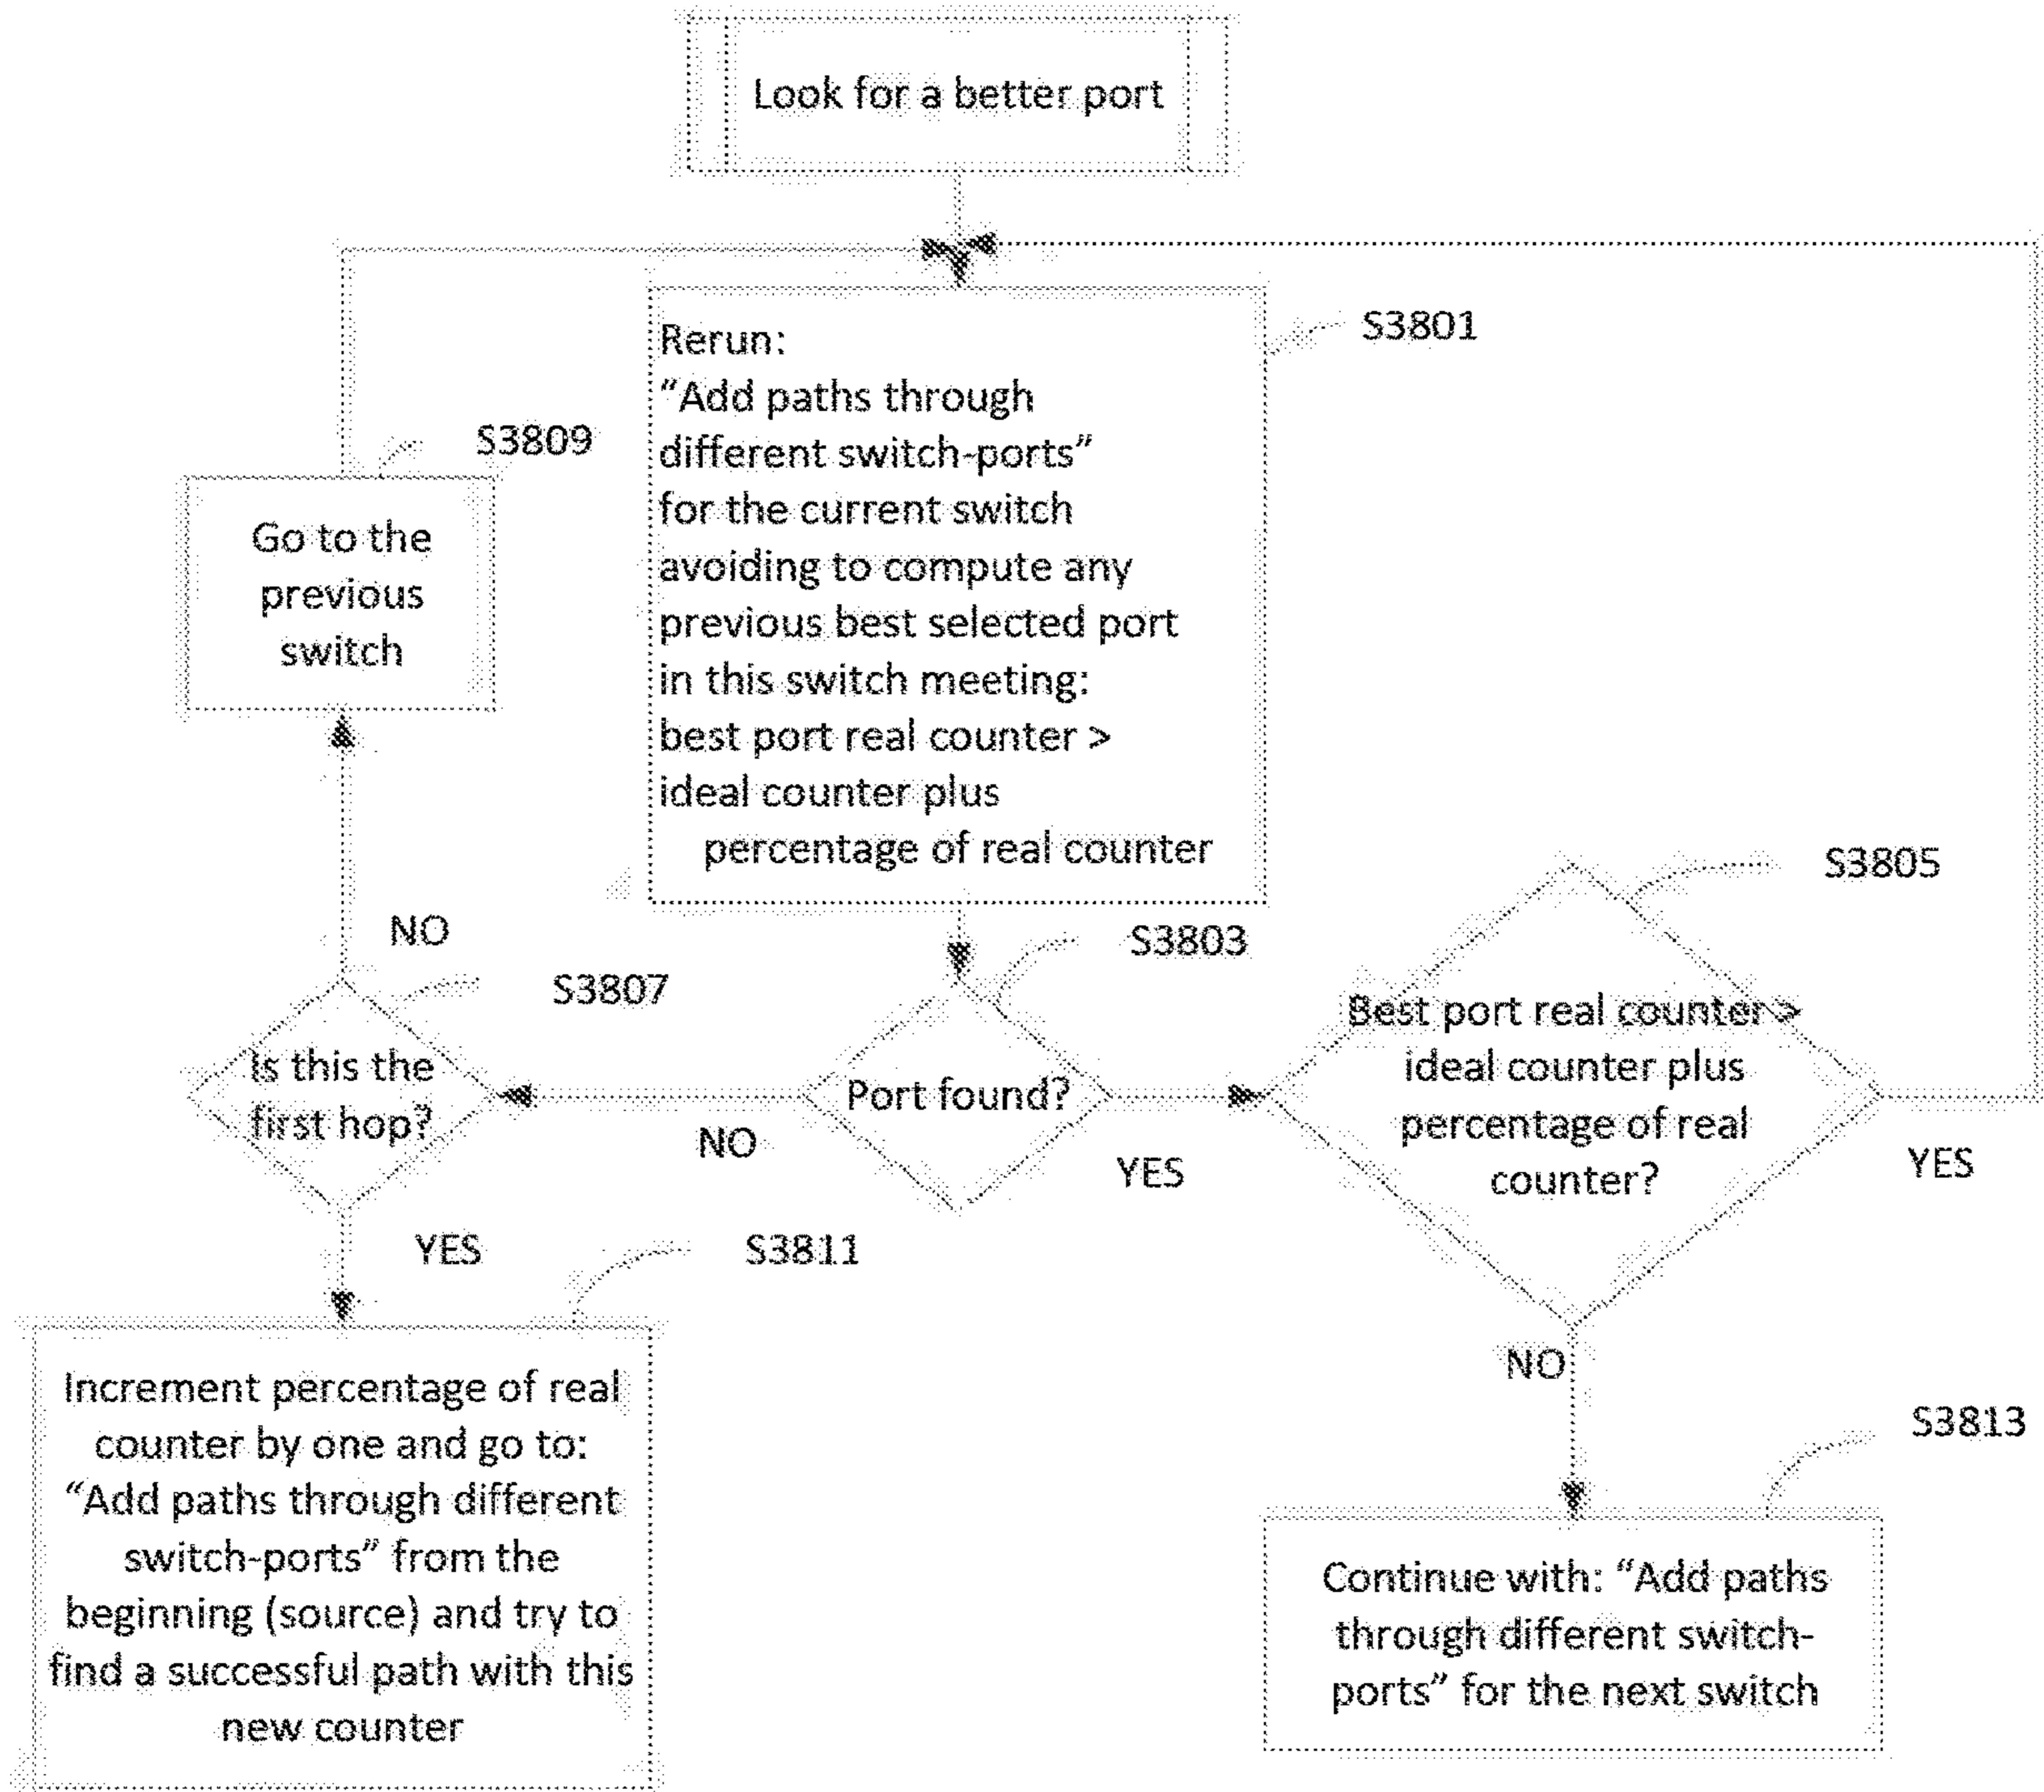 Look for a better port
S3801
Rerun:
"Add paths through
different switch-ports"
for the current switch
avoiding to compute any
previous best selected port
in this switch meeting:
best port real counter >
ideal counter plus
percentage of real counter
S3809
Go to the
previous
switch
S3805
Best port real counter >
ideal counter plus
percentage of real
counter?
YES
NO
S3803
Port found?
NO
YES
NO
S3807
Is this the
first hop?
YES
S3811
Increment percentage of real
counter by one and go to:
"Add paths through different
switch-ports" from the
beginning (source) and try to
find a successful path with this
new counter
S3813
Continue with: "Add paths
through different switch-
ports" for the next switch